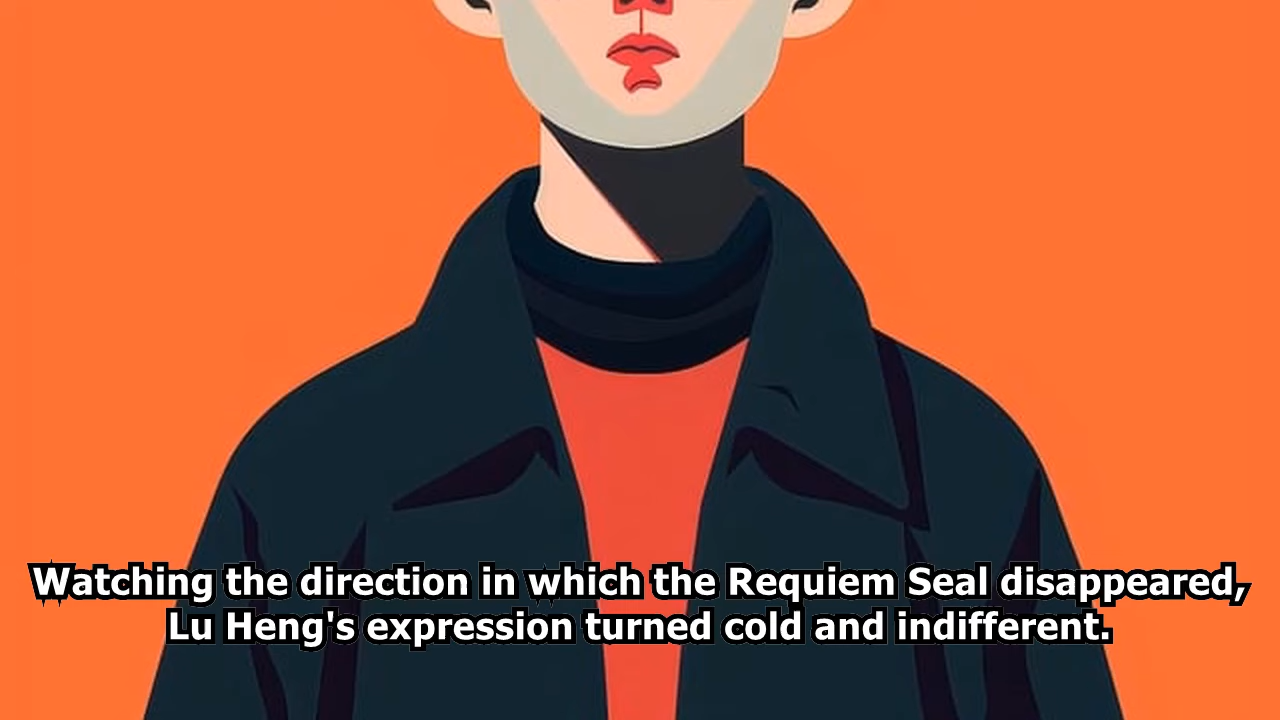 Watching the direction in which the Requiem Seal disappeared,
Lu Heng's expression turned cold and indifferent.